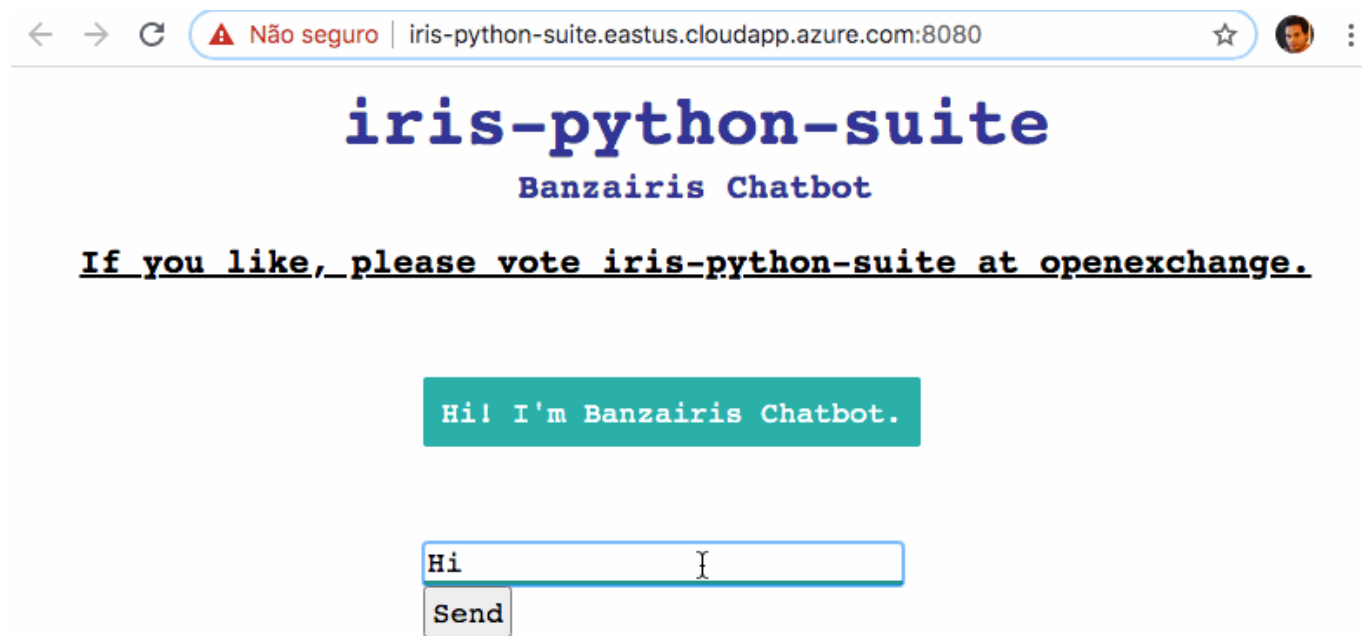 Não seguro | iris-python-suite.eastus.cloudapp.azure.com:8080
iris-python-suite
Banzairis Chatbot
If you like, please vote iris-python-suite at openexchange.
Hi! I'm Banzairis Chatbot.
Hi
Send